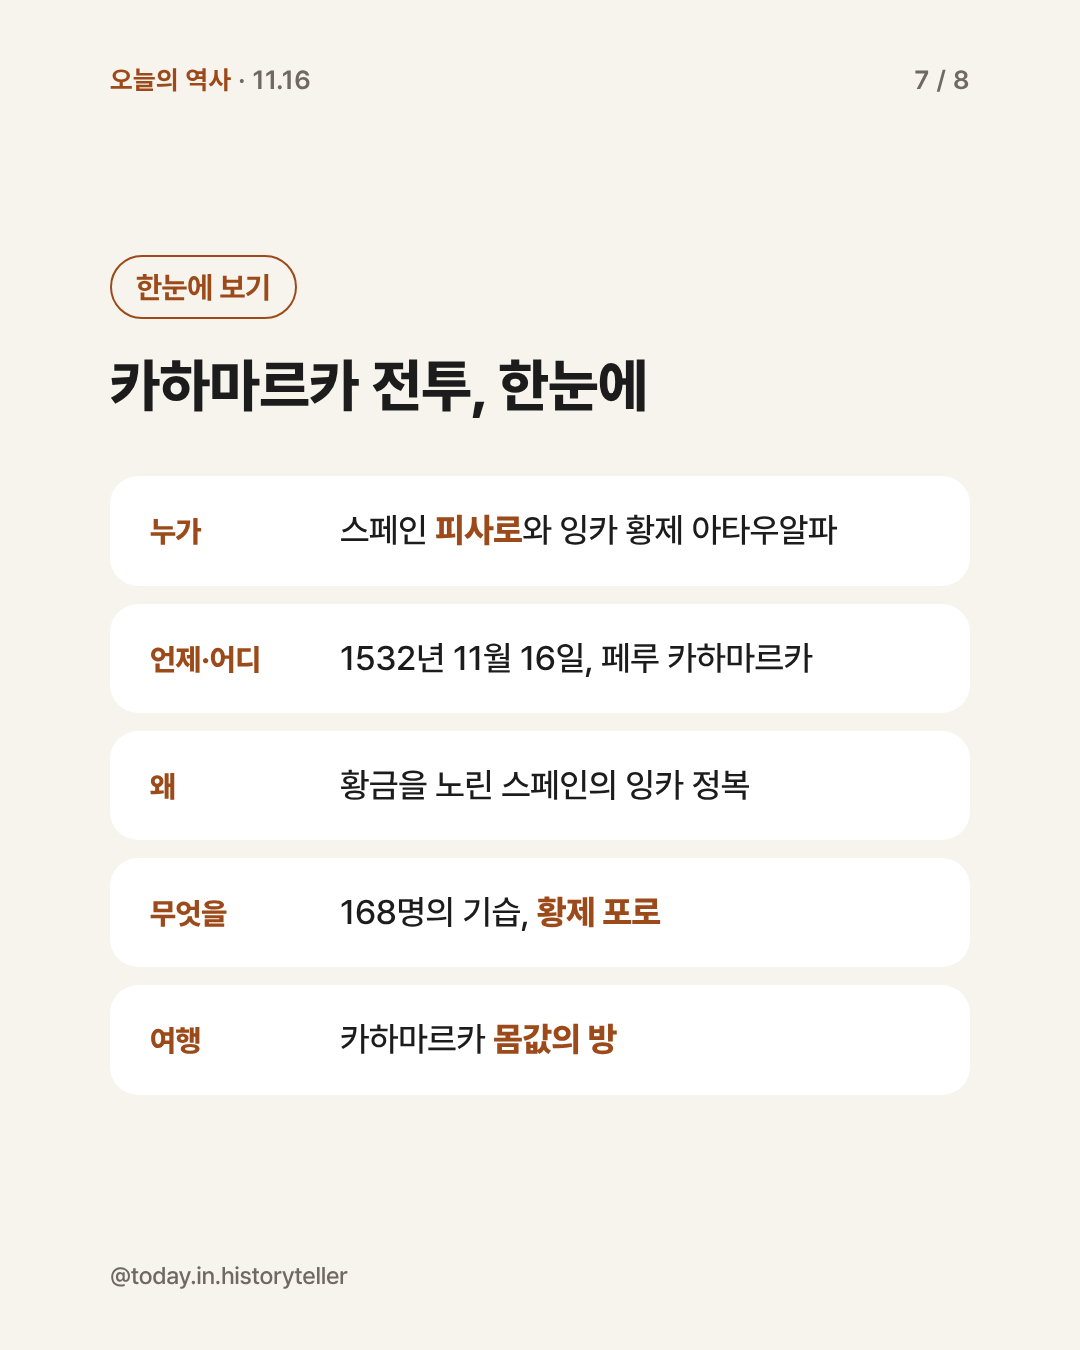 오늘의 역사 · 11.16
7 / 8
한눈에 보기
카하마르카 전투, 한눈에
누가 스페인 피사로와 잉카 황제 아타우알파
언제·어디 1532년 11월 16일, 페루 카하마르카
왜 황금을 노린 스페인의 잉카 정복
무엇을 168명의 기습, 황제 포로
여행 카하마르카 몸값의 방
@today.in.historyteller